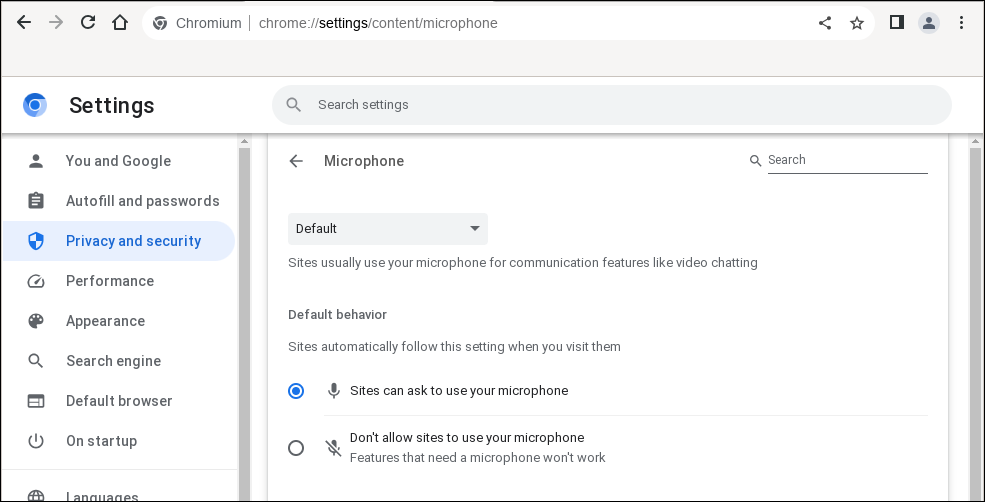 Chromium chrome://settings/content/microphone
Settings
Search settings
You and Google
Autofill and passwords
Privacy and security
Performance
Appearance
Search engine
Default browser
On startup
Languages
Microphone
Search
Default
Sites usually use your microphone for communication features like video chatting
Default behavior
Sites automatically follow this setting when you visit them
Sites can ask to use your microphone
Don't allow sites to use your microphone
Features that need a microphone won't work